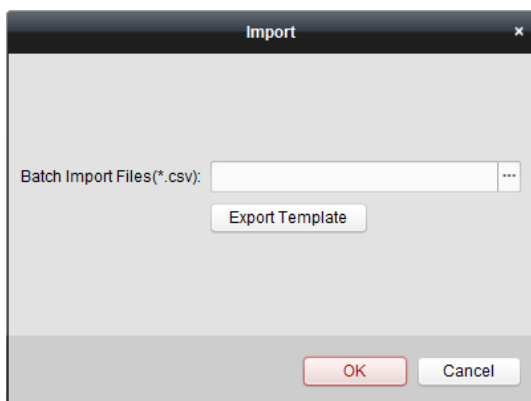 Import ×
Batch Import Files(*.csv): ...
Export Template
OK Cancel